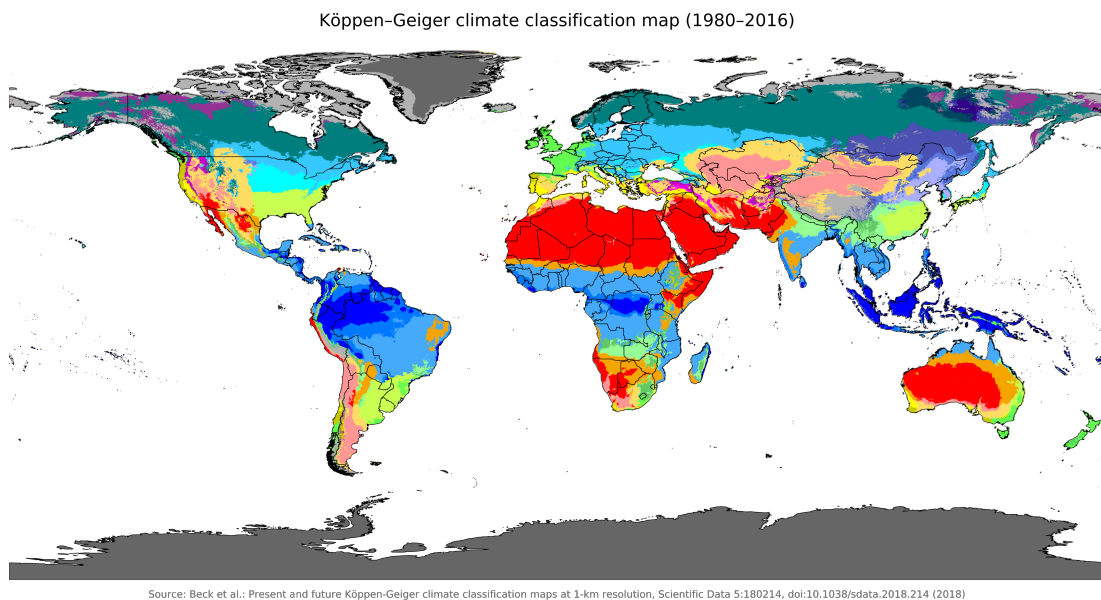 Köppen–Geiger climate classification map (1980–2016)
Source: Beck et al.: Present and future Köppen-Geiger climate classification maps at 1-km resolution, Scientific Data 5:180214, doi:10.1038/sdata.2018.214 (2018)